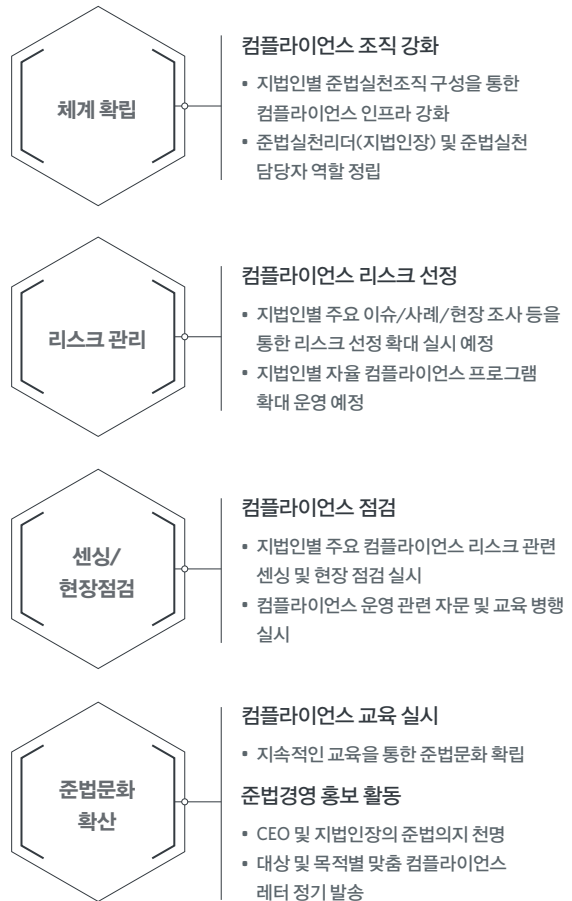 체계 확립
컴플라이언스 조직 강화
▪ 지법인별 준법실천조직 구성을 통한
컴플라이언스 인프라 강화
▪ 준법실천리더(지법인장) 및 준법실천
담당자 역할 정립
리스크 관리
컴플라이언스 리스크 선정
▪ 지법인별 주요 이슈/사례/현장 조사 등을
통한 리스크 선정 확대 실시 예정
▪ 지법인별 자율 컴플라이언스 프로그램
확대 운영 예정
센싱/
현장점검
컴플라이언스 점검
▪ 지법인별 주요 컴플라이언스 리스크 관련
센싱 및 현장 점검 실시
▪ 컴플라이언스 운영 관련 자문 및 교육 병행
실시
준법문화
확산
컴플라이언스 교육 실시
▪ 지속적인 교육을 통한 준법문화 확립
준법경영 홍보 활동
▪ CEO 및 지법인장의 준법의지 천명
▪ 대상 및 목적별 맞춤 컴플라이언스
레터 정기 발송